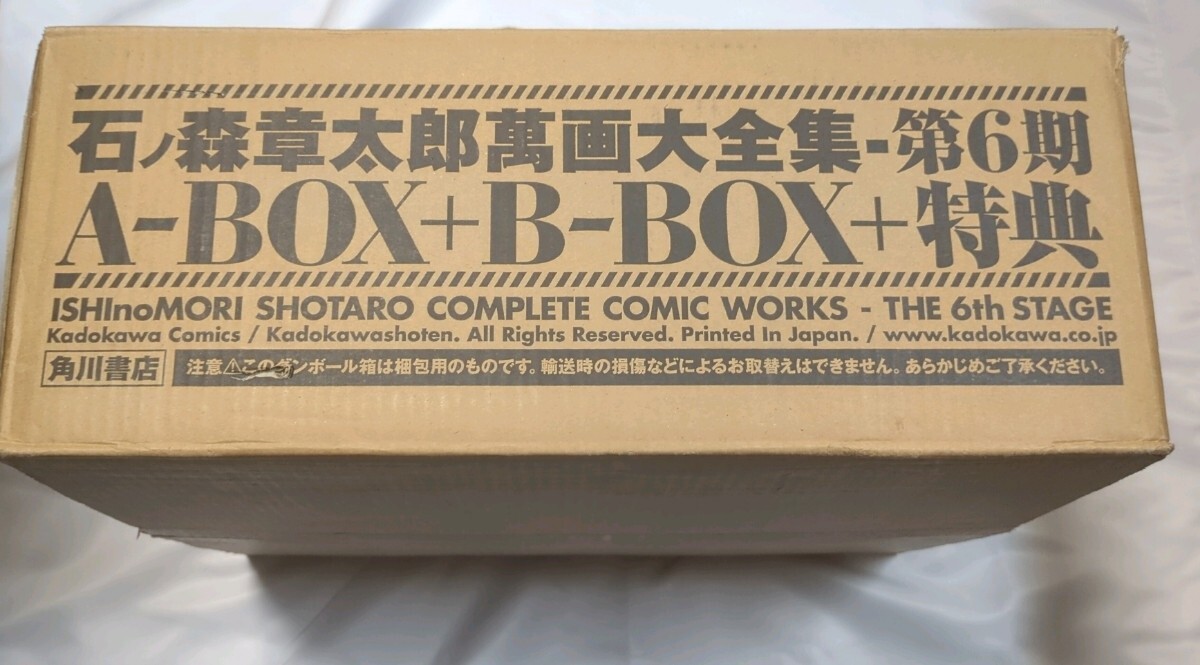 石ノ森章太郎萬画大全集-第6期
A-BOX+B-BOX+特典
ISHInoMORI SHOTARO COMPLETE COMIC WORKS - THE 6th STAGE
Kadokawa Comics / Kadokawashoten. All Rights Reserved. Printed In Japan. / www.kadokawa.co.jp
角川書店
注意⚠このダンボール箱は梱包用のものです。輸送時の損傷などによるお取替えはできません。あらかじめご了承ください。